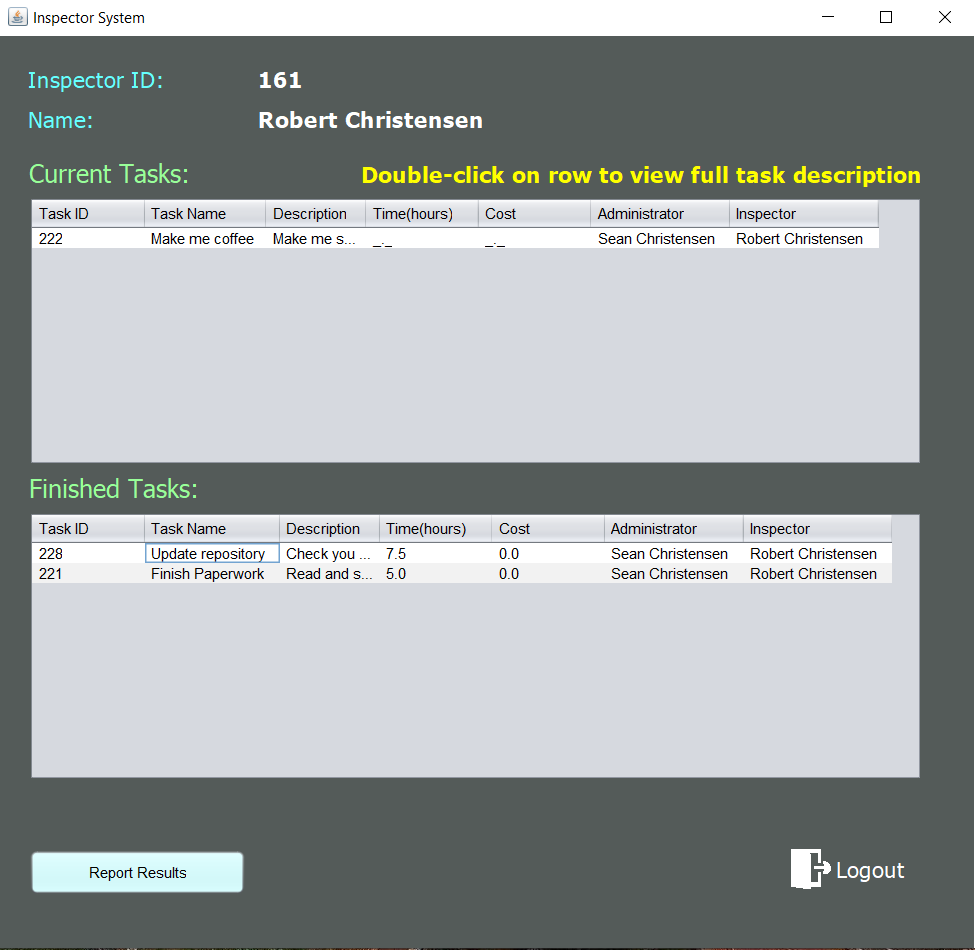 Inspector System
Inspector ID: 161
Name: Robert Christensen
Current Tasks: Double-click on row to view full task description
Task ID Task Name Description Time(hours) Cost Administrator Inspector
222 Make me coffee Make me s... _._ _._ Sean Christensen Robert Christensen
Finished Tasks:
Task ID Task Name Description Time(hours) Cost Administrator Inspector
228 Update repository Check you ... 7.5 0.0 Sean Christensen Robert Christensen
221 Finish Paperwork Read and s... 5.0 0.0 Sean Christensen Robert Christensen
Report Results Logout